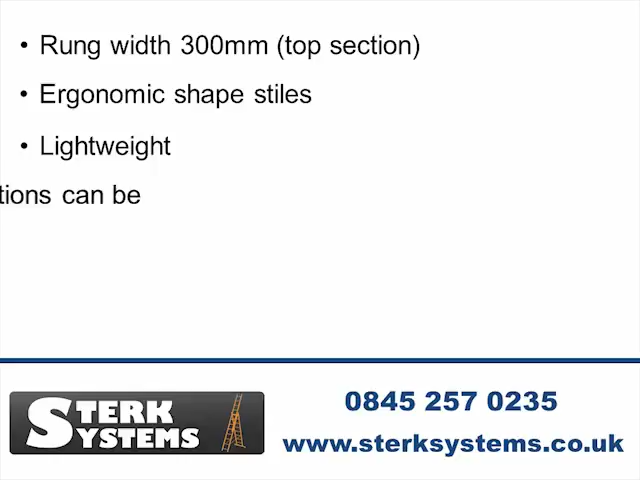 • Rung width 300mm (top section)
• Ergonomic shape stiles
• Lightweight
tions can be
STERK SYSTEMS
0845 257 0235
www.sterksystems.co.uk